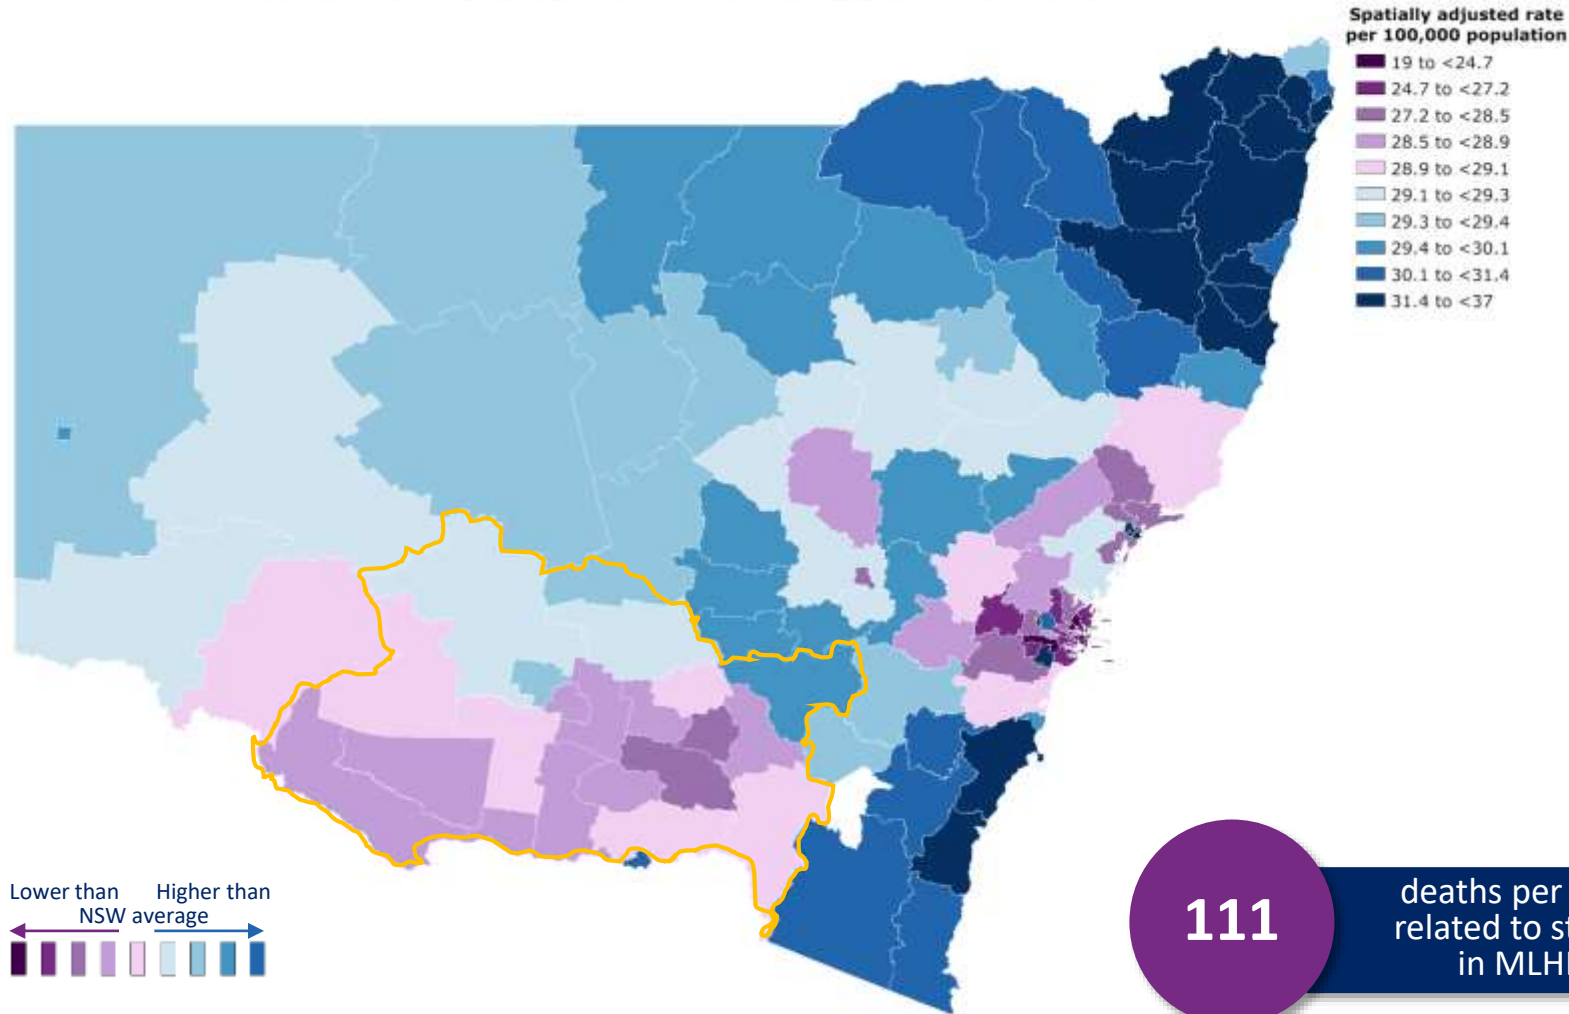 Spatially adjusted rate
per 100,000 population
19 to <24.7
24.7 to <27.2
27.2 to <28.5
28.5 to <28.9
28.9 to <29.1
29.1 to <29.3
29.3 to <29.4
29.4 to <30.1
30.1 to <31.4
31.4 to <37
Lower than Higher than
NSW average
111
deaths per
related to
in